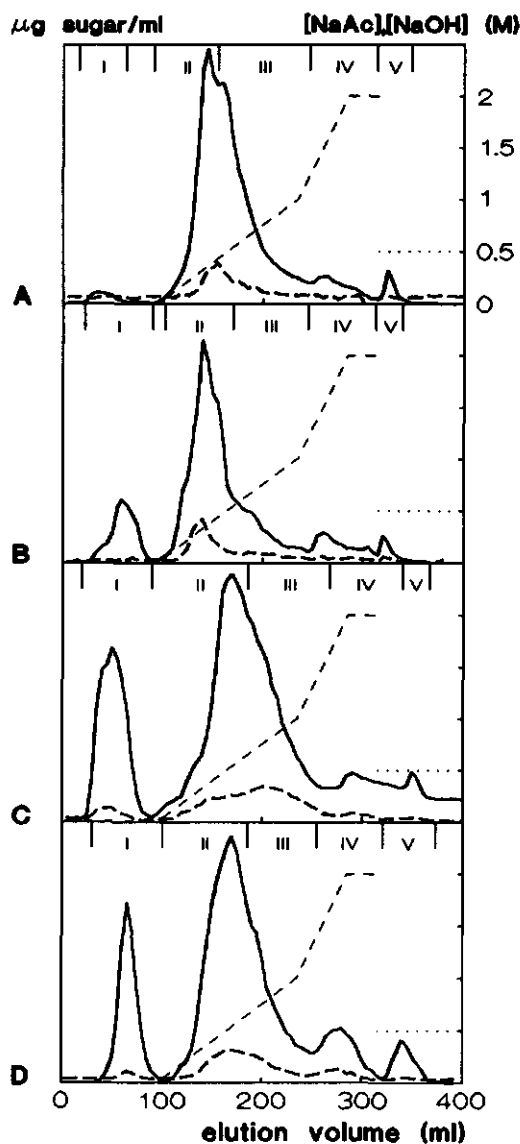 µg sugar/ml [NaAc],[NaOH] (M)
I II III IV V
2
1.5
1
0.5
A 0
I II III IV V
B
I II III IV V
C
I II III IV V
D
0 100 200 300 400
elution volume (ml)